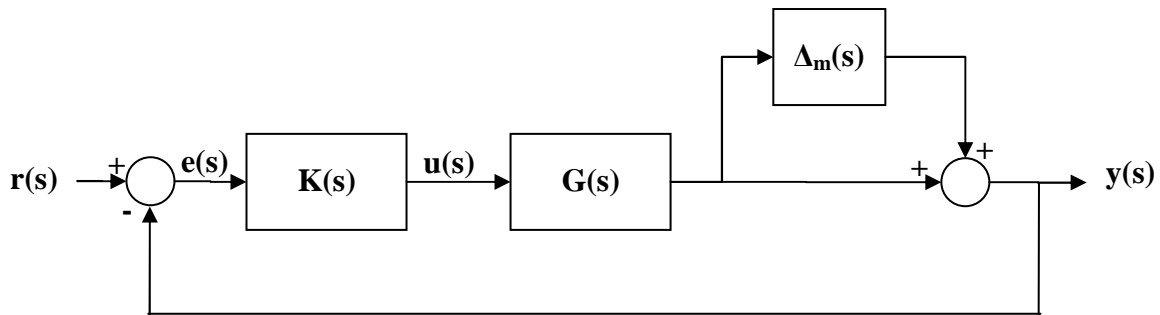 Δm(s)
+
r(s)
+
e(s)
K(s)
u(s)
G(s)
+
y(s)
-